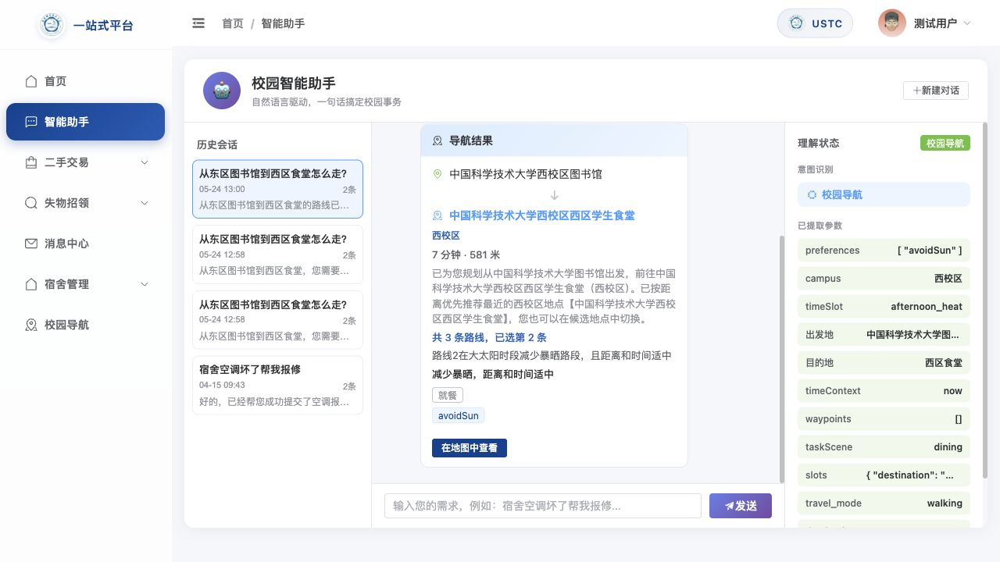 一站式平台
首页 / 智能助手
USTC
测试用户
首页
智能助手
二手交易
失物招领
消息中心
宿舍管理
校园导航
校园智能助手
自然语言驱动，一句话搞定校园事务
+新建对话
历史会话
从东区图书馆到西区食堂怎么走?
05-24 13:00 2条
从东区图书馆到西区食堂的路线已...
从东区图书馆到西区食堂怎么走?
05-24 12:58 2条
从东区图书馆到西区食堂，您需要...
从东区图书馆到西区食堂怎么走?
05-24 12:58 2条
从东区图书馆到西区食堂，您需要...
宿舍空调坏了帮我报修
04-15 09:43 2条
好的，已经帮您成功提交了空调报...
导航结果
中国科学技术大学西校区图书馆
中国科学技术大学西校区西区学生食堂
西校区
7 分钟 · 581 米
已为您规划从中国科学技术大学图书馆出发，前往中国
科学技术大学西校区西区学生食堂（西校区）。已按距
离优先推荐最近的西校区地点【中国科学技术大学西校
区西区学生食堂】，您也可以在候选地点中切换。
共 3 条路线，已选第 2 条
路线2在大太阳时段减少暴晒路段，且距离和时间适中
减少暴晒，距离和时间适中
就餐
avoidSun
在地图中查看
输入您的需求，例如：宿舍空调坏了帮我报修...
发送
理解状态 校园导航
意图识别
校园导航
已提取参数
preferences [ "avoidSun" ]
campus 西校区
timeSlot afternoon_heat
出发地 中国科学技术大学图...
目的地 西区食堂
timeContext now
waypoints []
taskScene dining
slots { "destination": "...
travel_mode walking